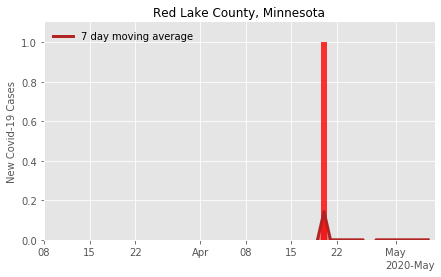 Red Lake County, Minnesota
7 day moving average
New Covid-19 Cases
1.0
0.8
0.6
0.4
0.2
0.0
08 15 22 Apr 08 15 22 May
2020-May